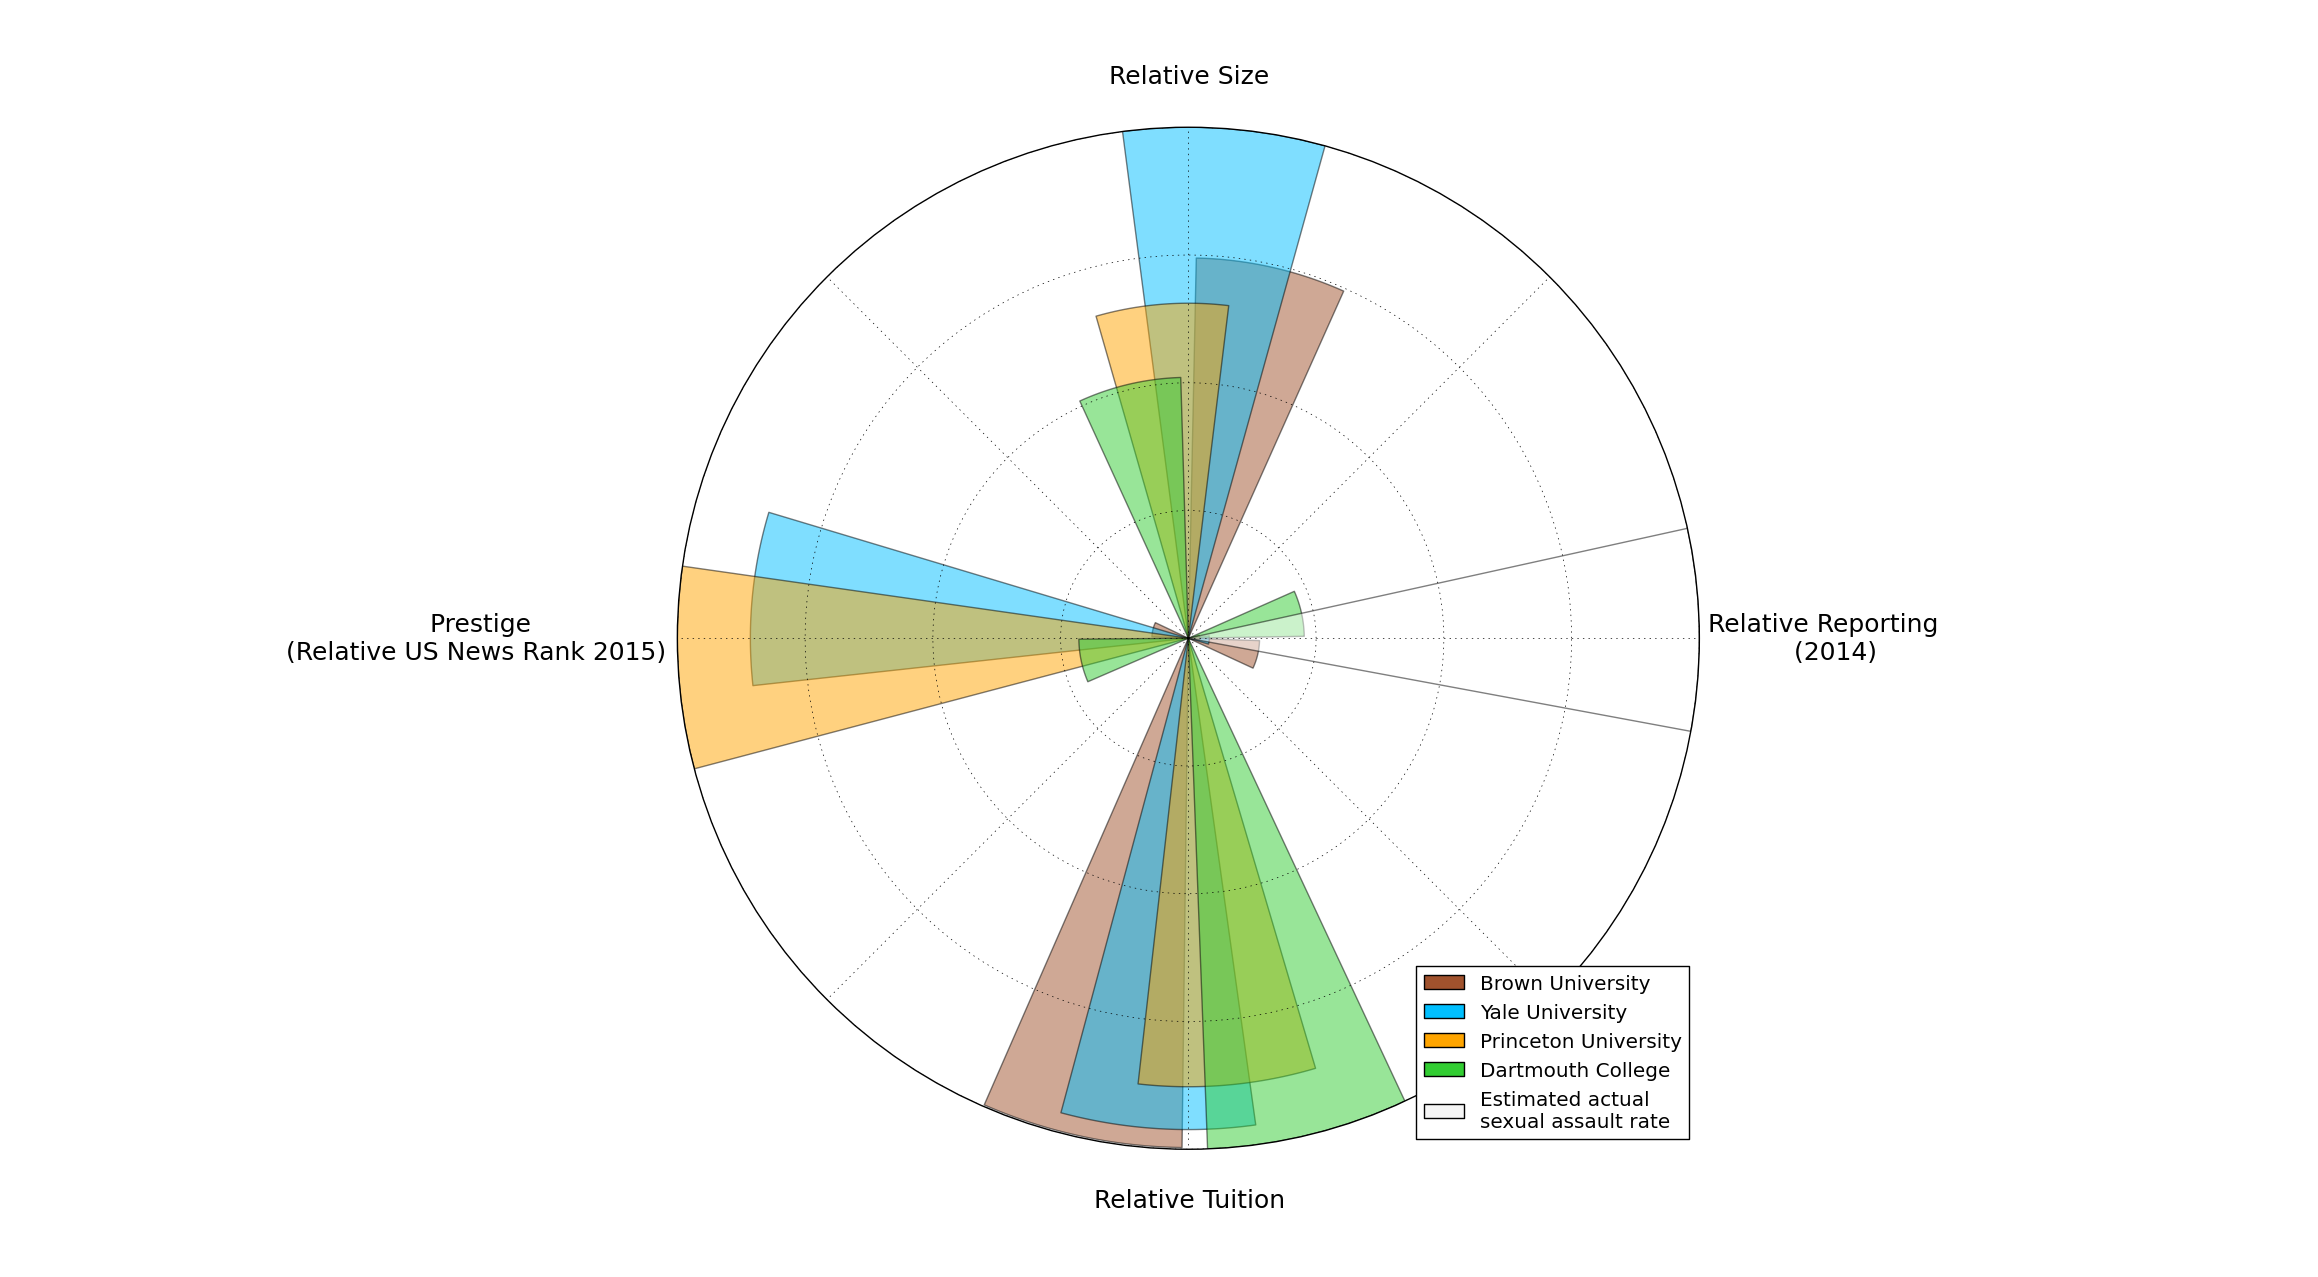 Relative Size
Prestige
(Relative US News Rank 2015)
Relative Reporting
(2014)
Brown University
Yale University
Princeton University
Dartmouth College
Estimated actual
sexual assault rate
Relative Tuition